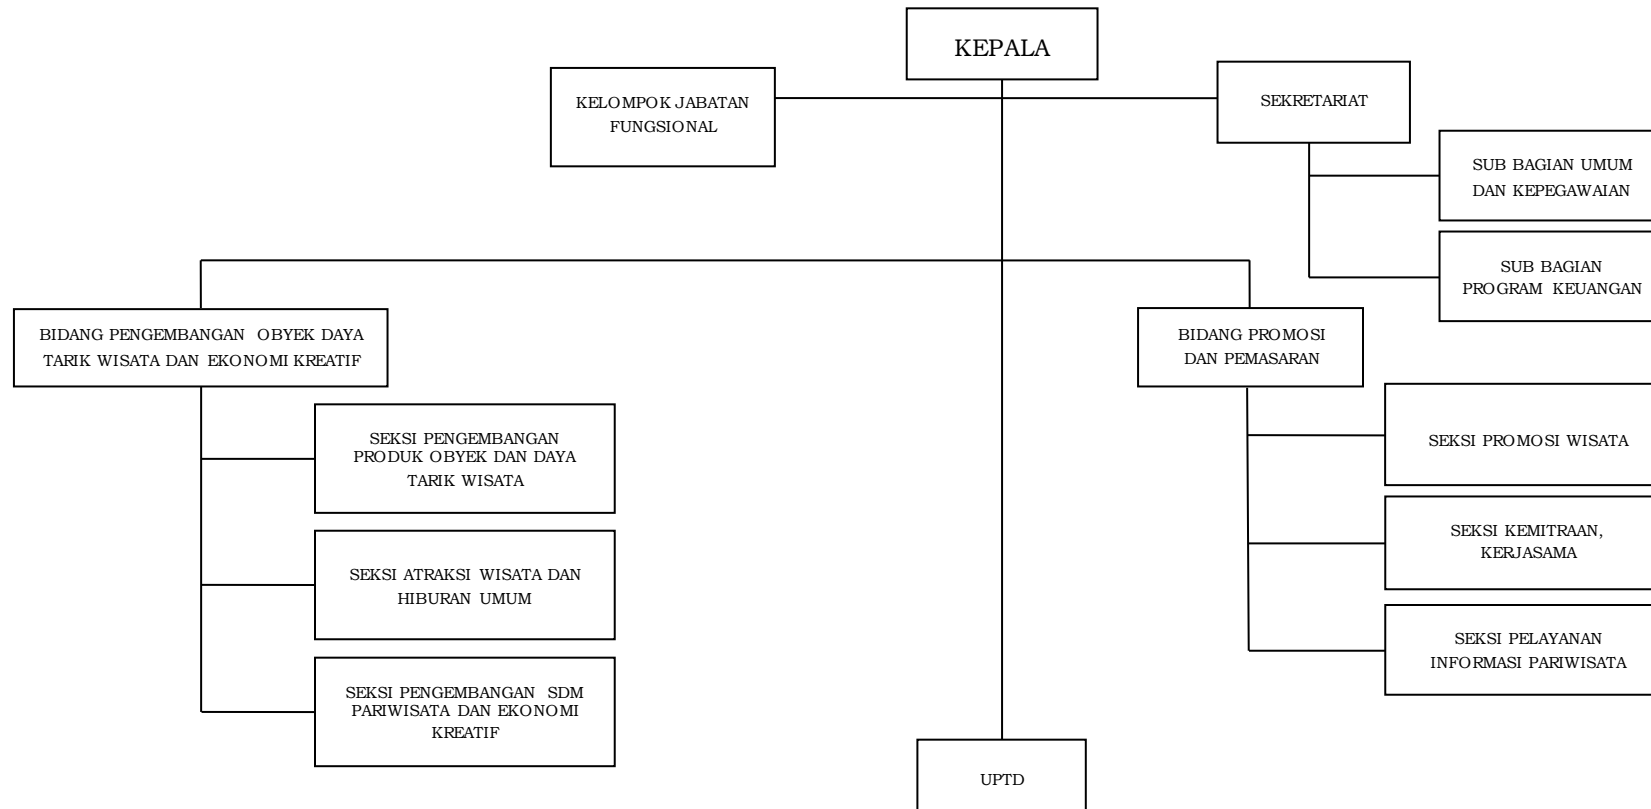 KEPALA
KELOMPOK JABATAN
FUNGSIONAL
SEKRETARIAT
SUB BAGIAN UMUM
DAN KEPEGAWAIAN
SUB BAGIAN
PROGRAM KEUANGAN
BIDANG PENGEMBANGAN OBYEK DAYA
TARIK WISATA DAN EKONOMI KREATIF
SEKSI PENGEMBANGAN
PRODUK OBYEK DAN DAYA
TARIK WISATA
SEKSI ATRAKSI WISATA DAN
HIBURAN UMUM
SEKSI PENGEMBANGAN SDM
PARIWISATA DAN EKONOMI
KREATIF
BIDANG PROMOSI
DAN PEMASARAN
SEKSI PROMOSI WISATA
SEKSI KEMITRAAN,
KERJASAMA
SEKSI PELAYANAN
INFORMASI PARIWISATA
UPTD